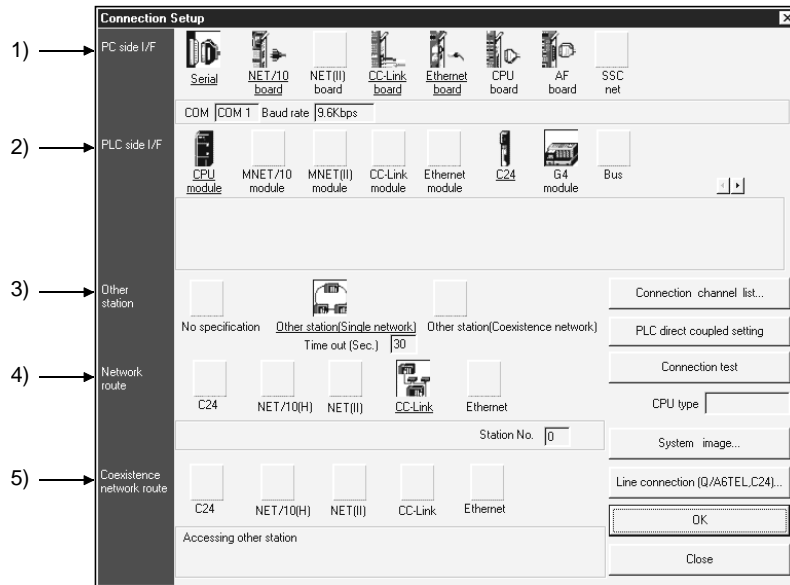 Connection Setup
1)
PC side I/F
Serial
NET/10 board
NET(II) board
CC-Link board
Ethernet board
CPU board
AF board
SSC net
COM COM 1 Baud rate 9.6Kbps
2)
PLC side I/F
CPU module
MNET/10 module
MNET(II) module
CC-Link module
Ethernet module
C24
G4 module
Bus
3)
Other station
No specification
Other station(Single network)
Other station(Coexistence network)
Time out (Sec.) 30
Connection channel list...
PLC direct coupled setting
4)
Network route
C24
NET/10(H)
NET(II)
CC-Link
Ethernet
Station No. 0
Connection test
CPU type
System image...
5)
Coexistence network route
C24
NET/10(H)
NET(II)
CC-Link
Ethernet
Accessing other station
Line connection (Q/A6TEL,C24)...
OK
Close